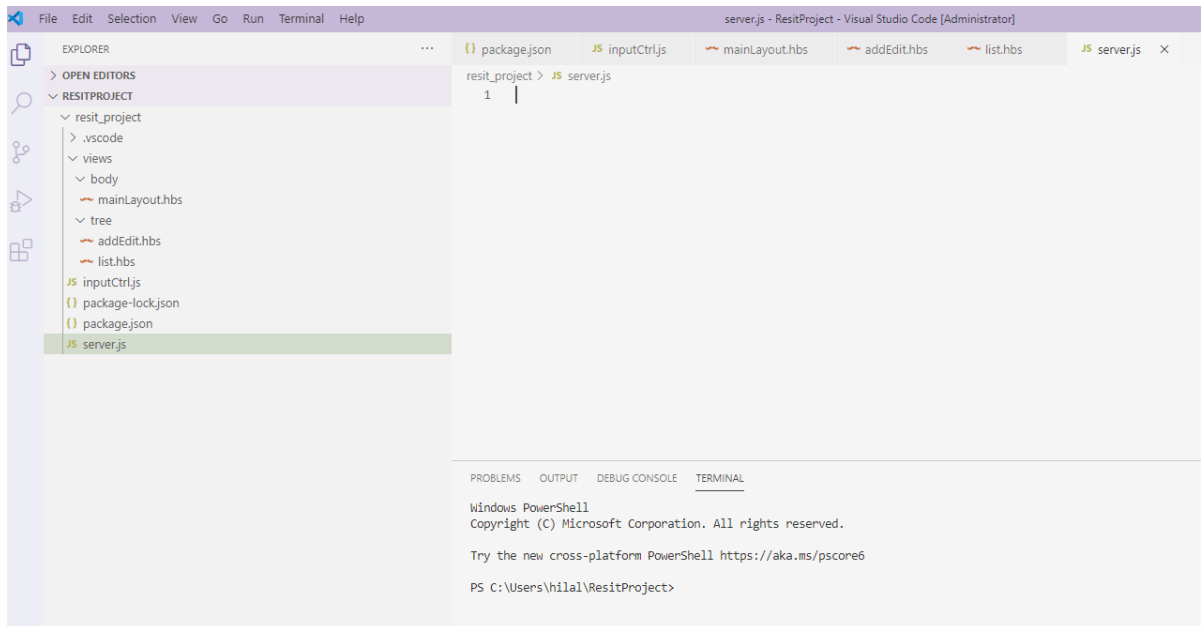 File Edit Selection View Go Run Terminal Help server.js - ResitProject - Visual Studio Code [Administrator]
EXPLORER ...
OPEN EDITORS
RESITPROJECT
resit_project
.vscode
views
body
mainLayout.hbs
tree
addEdit.hbs
list.hbs
JS inputCtrl.js
{} package-lock.json
{} package.json
JS server.js
{} package.json JS inputCtrl.js mainLayout.hbs addEdit.hbs list.hbs JS server.js ×
resit_project > JS server.js
1
PROBLEMS OUTPUT DEBUG CONSOLE TERMINAL
Windows PowerShell
Copyright (C) Microsoft Corporation. All rights reserved.
Try the new cross-platform PowerShell https://aka.ms/pscore6
PS C:\Users\hilal\ResitProject>